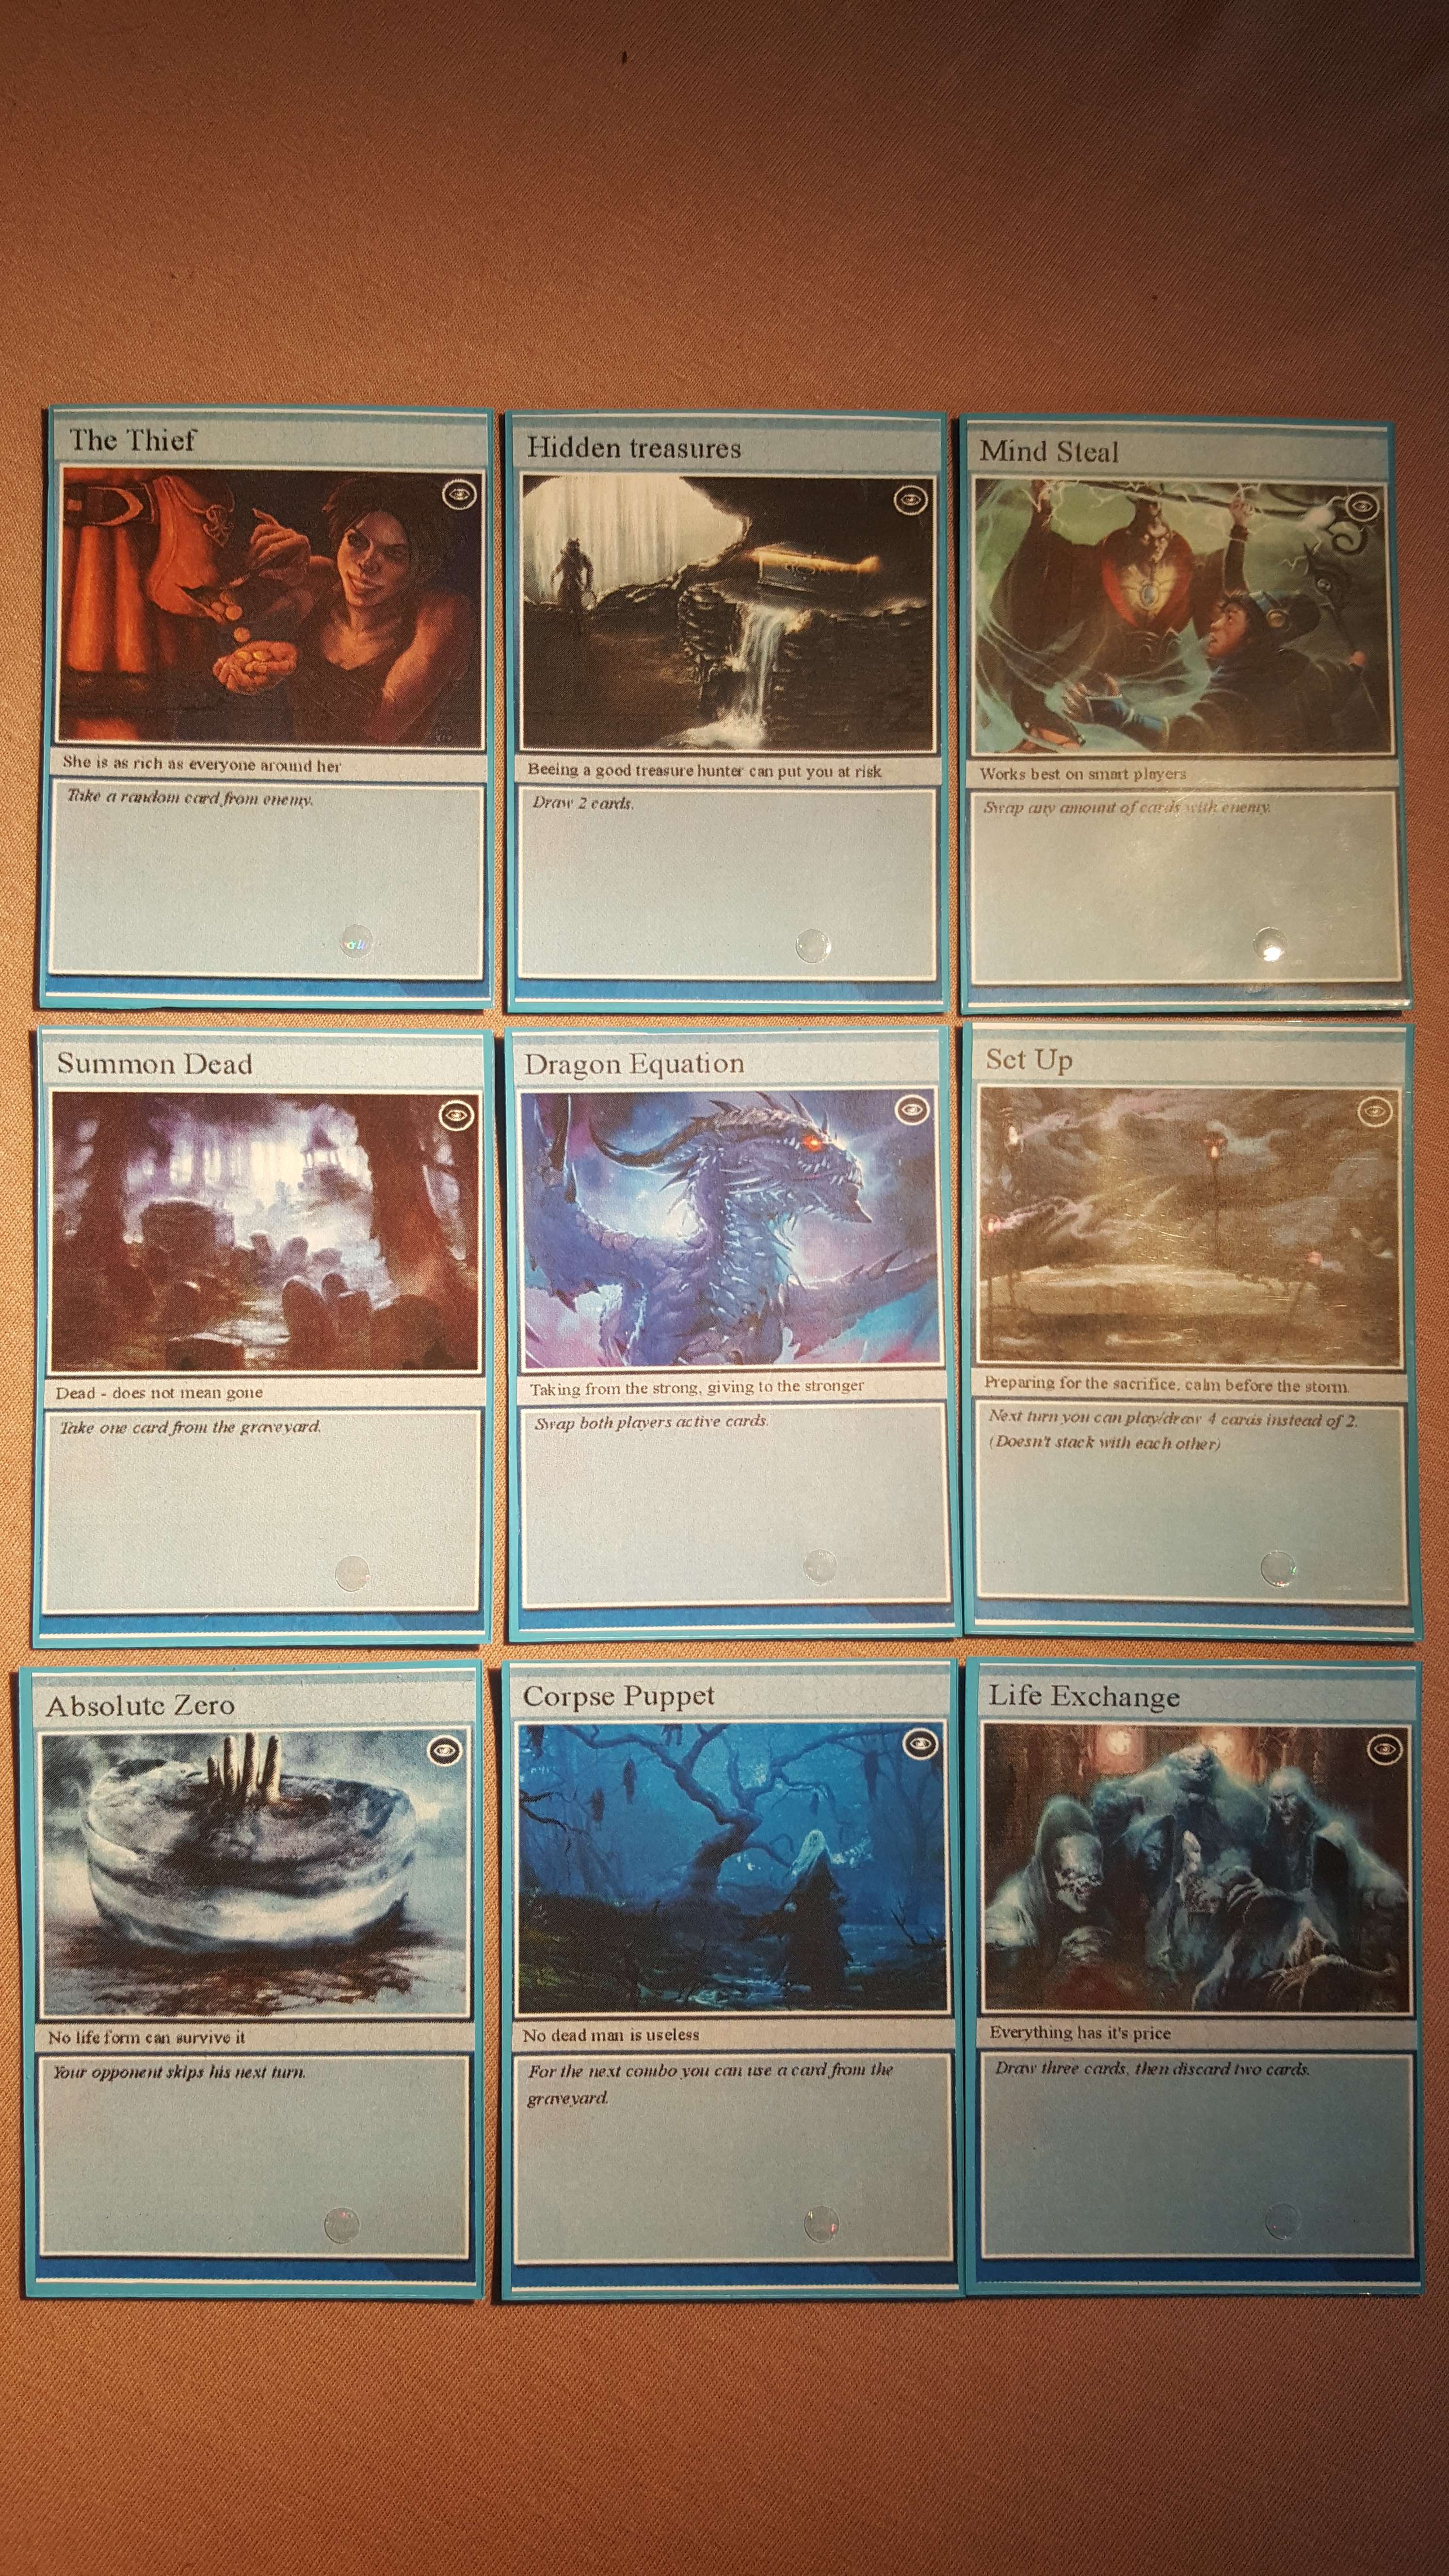 The Thief
She is as rich as everyone around her
Take a random card from enemy.
Hidden treasures
Beeing a good treasure hunter can put you at risk
Draw 2 cards.
Mind Steal
Works best on smart players
Swap any amount of cards with enemy.
Summon Dead
Dead - does not mean gone
Take one card from the graveyard.
Dragon Equation
Taking from the strong, giving to the stronger
Swap both players active cards.
Set Up
Preparing for the sacrifice, calm before the storm
Next turn you can play/draw 4 cards instead of 2.
(Doesn't stack with each other)
Absolute Zero
No life form can survive it
Your opponent skips his next turn.
Corpse Puppet
No dead man is useless
For the next combo you can use a card from the
graveyard.
Life Exchange
Everything has it's price
Draw three cards, then discard two cards.